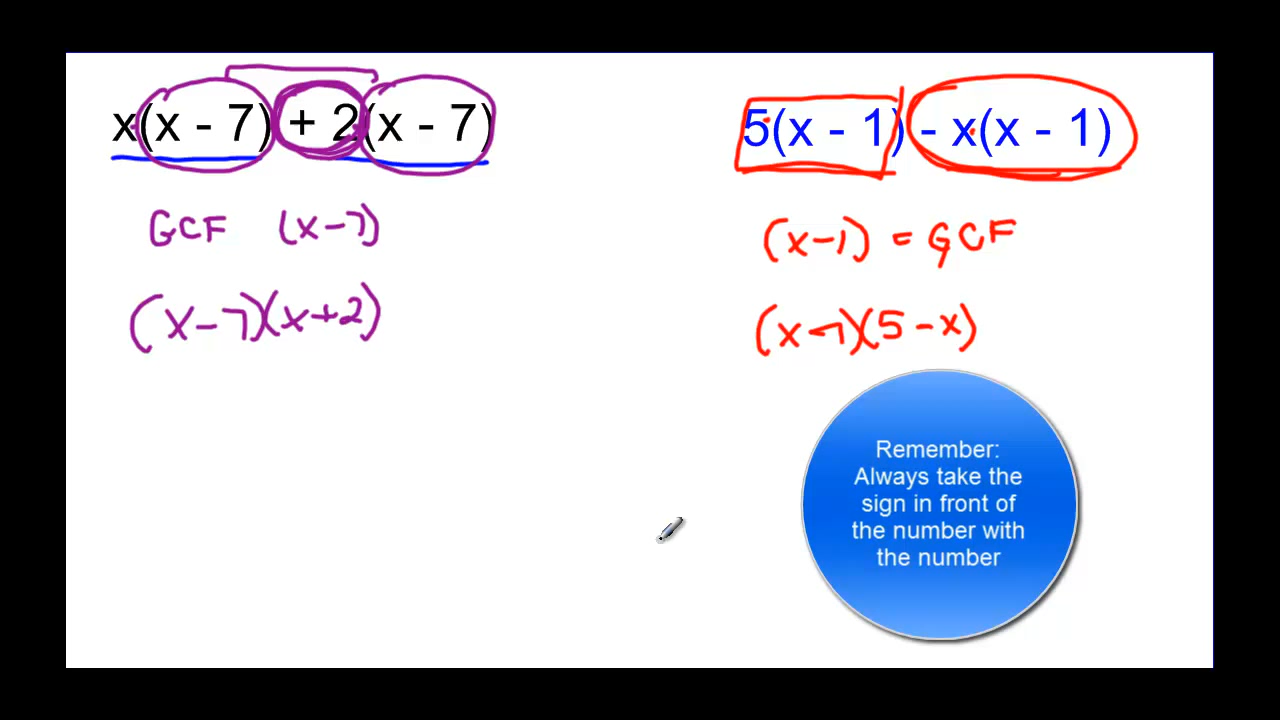 x(x - 7) + 2(x - 7)
GCF (x-7)
(x-7)(x+2)
5(x - 1) - x(x - 1)
(x-1) = GCF
(x-1)(5-x)
Remember:
Always take the
sign in front of
the number with
the number